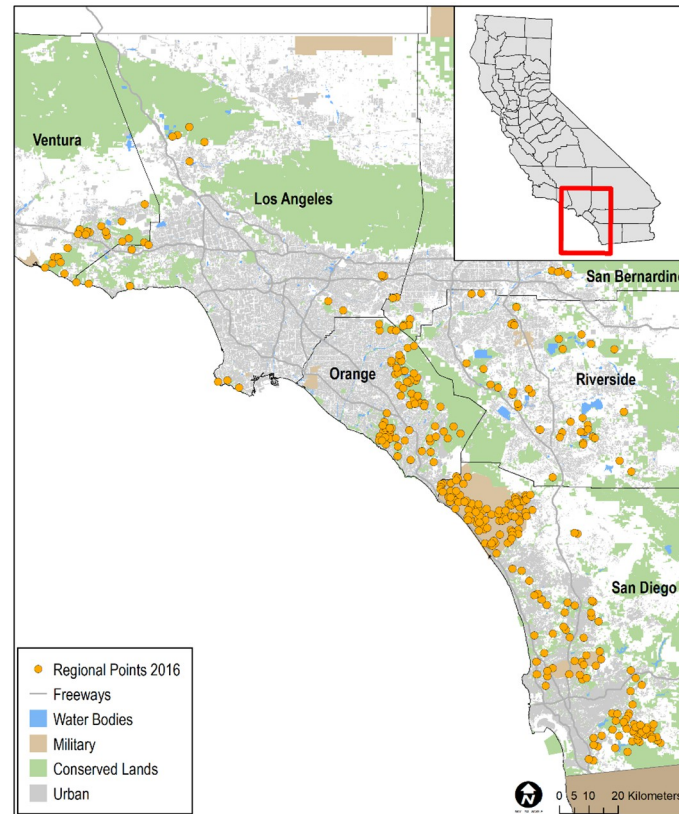 Ventura
Los Angeles
San Bernardino
Orange
Riverside
San Diego
Regional Points 2016
Freeways
Water Bodies
Military
Conserved Lands
Urban
N
0 5 10 20 Kilometers